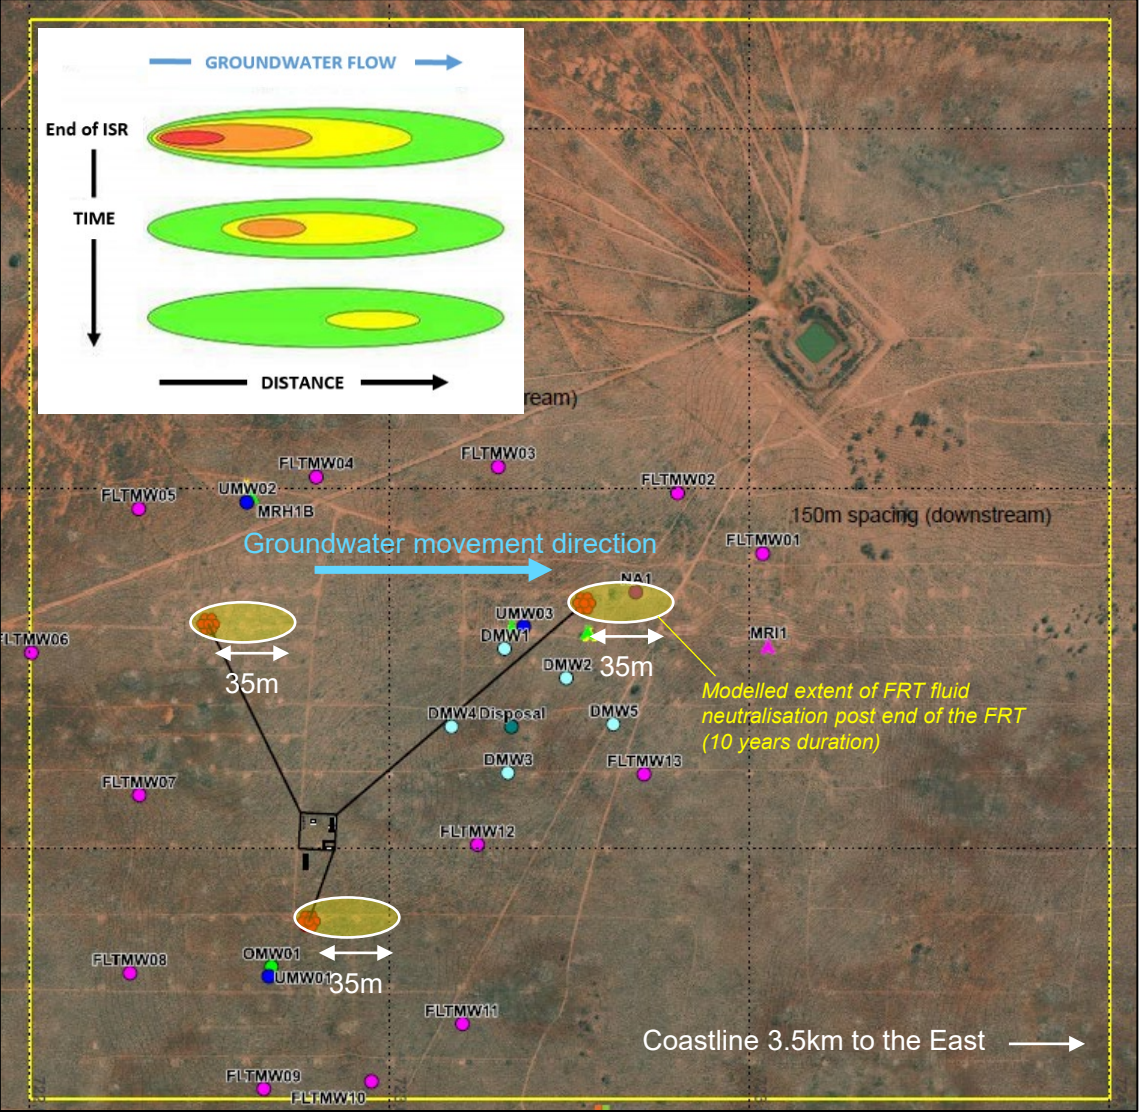 GROUNDWATER FLOW
End of ISR
TIME
DISTANCE
ream)
FLTMW03
FLTMW04
FLTMW02
UMW02
FLTMW05
MRH1B
150m spacing (downstream)
FLTMW01
Groundwater movement direction
NA1
UMW03
DMW1
MRI1
FLTMW06
35m
35m
DMW2
Modelled extent of FRT fluid
neutralisation post end of the FRT
(10 years duration)
DMW4
Disposal
DMW5
DMW3
FLTMW13
FLTMW07
FLTMW12
OMW01
FLTMW08
UMW01
35m
FLTMW11
Coastline 3.5km to the East
FLTMW09
FLTMW10